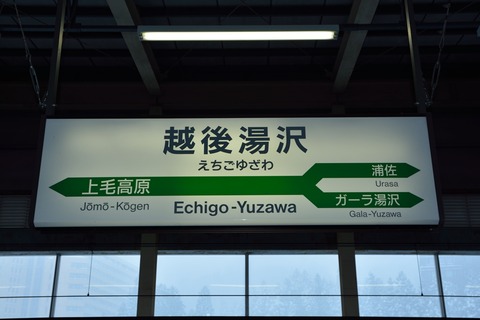 越後湯沢
えちごゆざわ
上毛高原
Jōmō-Kōgen
Echigo-Yuzawa
浦佐
Urasa
ガーラ湯沢
Gala-Yuzawa